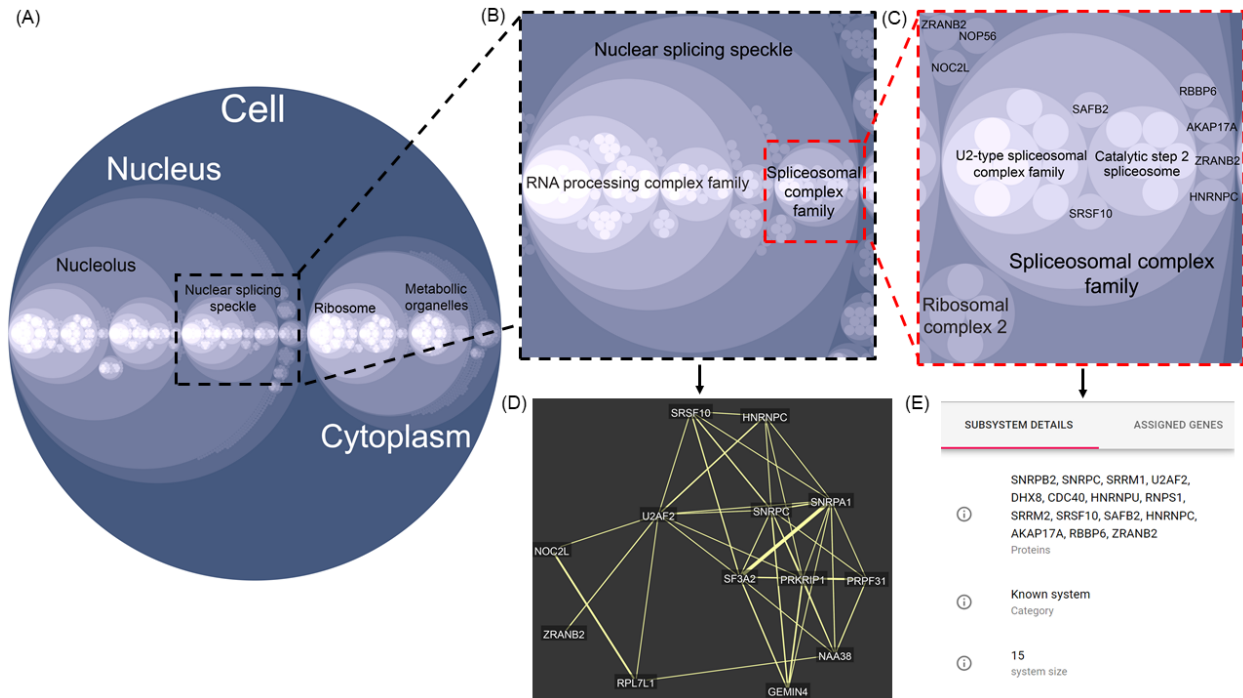 (A)
Cell
Nucleus
Nucleolus
Nuclear splicing
speckle
Ribosome
Metabollic
organelles
Cytoplasm
(B)
Nuclear splicing speckle
RNA processing complex family
Spliceosomal
complex
family
(C)
ZRANB2
NOP56
NOC2L
SAFB2
RBBP6
AKAP17A
U2-type spliceosomal
complex family
Catalytic step 2
spliceosome
ZRANB2
HNRNPC
SRSF10
Spliceosomal complex
family
Ribosomal
complex 2
(D)
SRSF10
HNRNPC
SNRPA1
U2AF2
SNRPC
NOC2L
SF3A2
PRKRIP1
PRPF31
ZRANB2
NAA38
RPL7L1
GEMIN4
(E)
SUBSYSTEM DETAILS
ASSIGNED GENES
SNRPB2, SNRPC, SRRM1, U2AF2,
DHX8, CDC40, HNRNPU, RNPS1,
SRRM2, SRSF10, SAFB2, HNRNPC,
AKAP17A, RBBP6, ZRANB2
Proteins
Known system
Category
15
system size